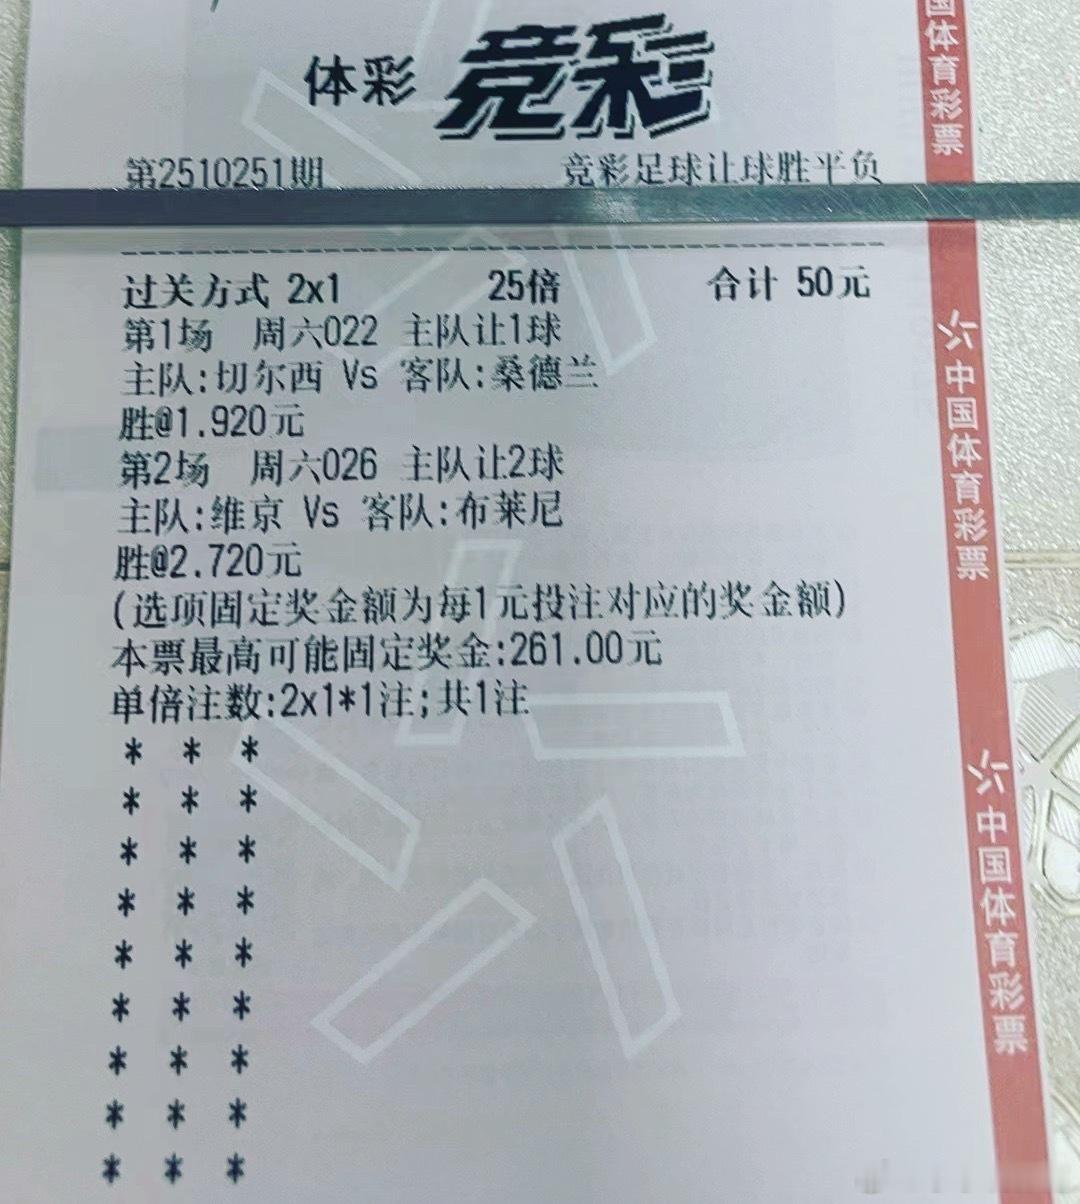 体彩 竞彩
第2510251期 竞彩足球让球胜平负
过关方式 2x1 25倍 合计 50元
第1场 周六022 主队让1球
主队:切尔西 Vs 客队:桑德兰
胜@1.920元
第2场 周六026 主队让2球
主队:维京 Vs 客队:布莱尼
胜@2.720元
(选项固定奖金额为每1元投注对应的奖金额)
本票最高可能固定奖金:261.00元
单倍注数:2x1*1注;共1注
* * *
* * *
* * *
* * *
* * *
* * *
* * *
* * *
* * *
国体育彩票
中国体育彩票
中国体育彩票